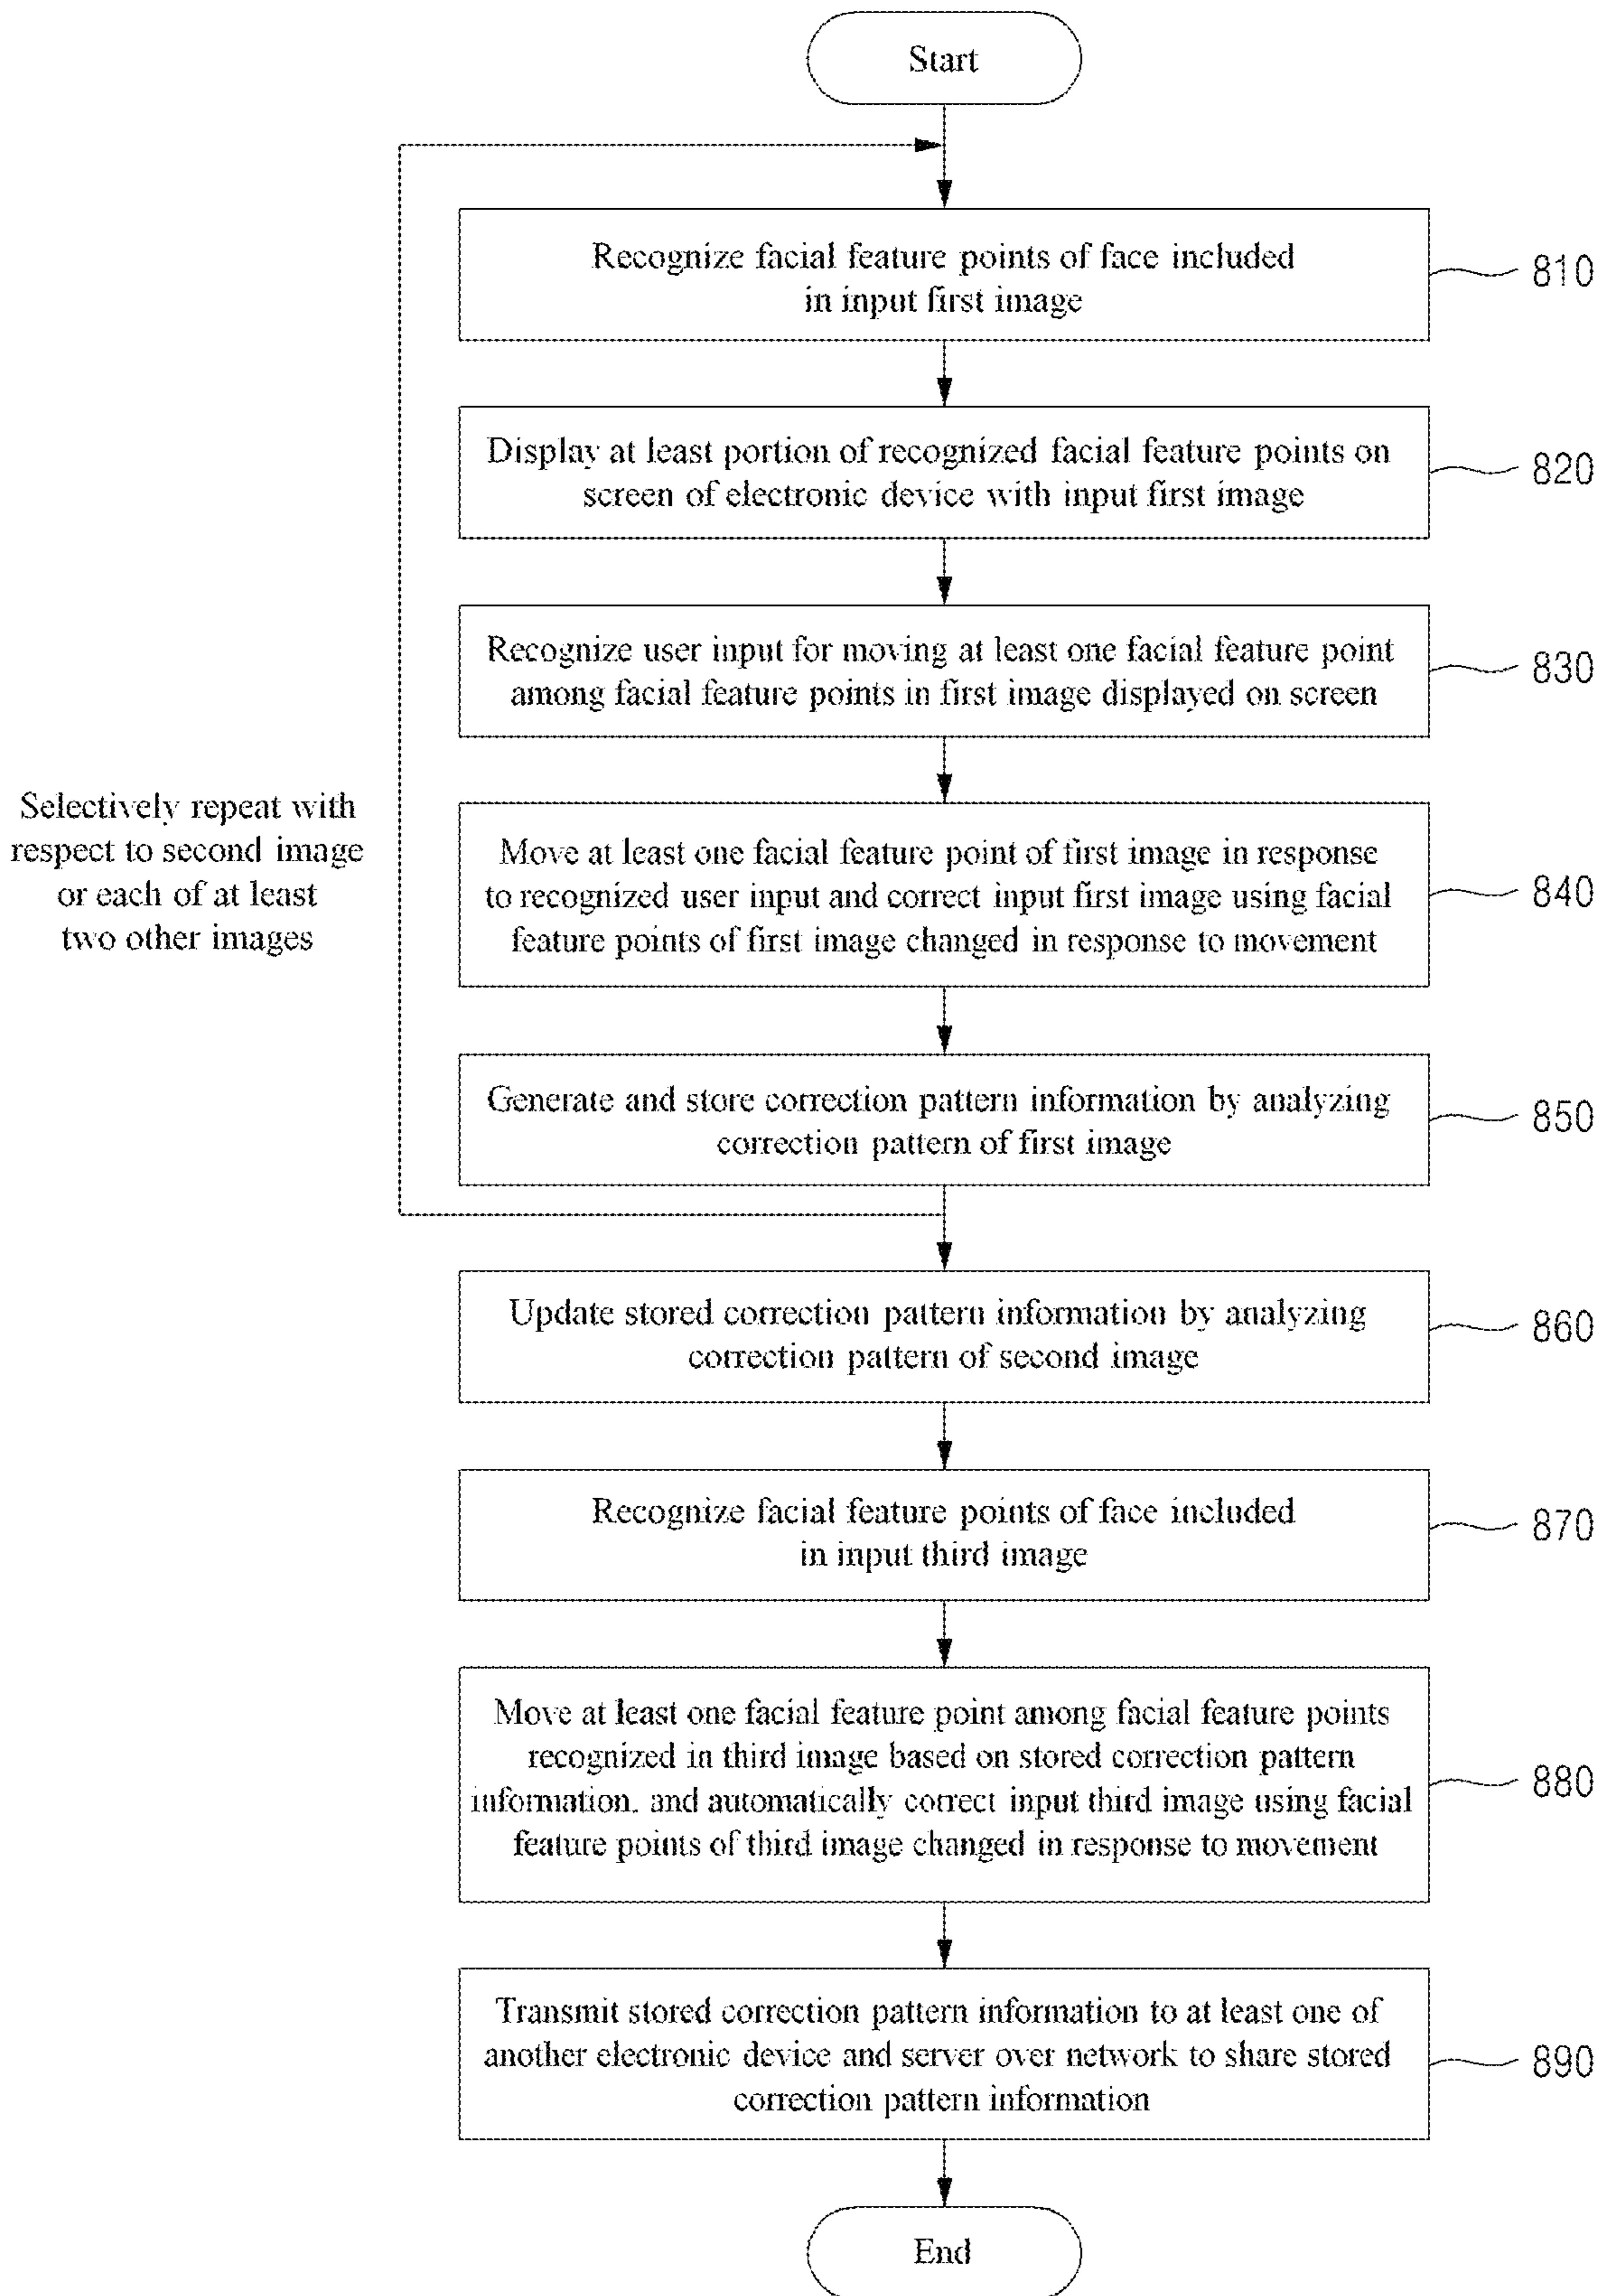 Start
Recognize facial feature points of face included
in input first image
810
Display at least portion of recognized facial feature points on
screen of electronic device with input first image
820
Recognize user input for moving at least one facial feature point
among facial feature points in first image displayed on screen
830
Selectively repeat with
respect to second image
or each of at least
two other images
Move at least one facial feature point of first image in response
to recognized user input and correct input first image using facial
feature points of first image changed in response to movement
840
Generate and store correction pattern information by analyzing
correction pattern of first image
850
Update stored correction pattern information by analyzing
correction pattern of second image
860
Recognize facial feature points of face included
in input third image
870
Move at least one facial feature point among facial feature points
recognized in third image based on stored correction pattern
information, and automatically correct input third image using facial
feature points of third image changed in response to movement
880
Transmit stored correction pattern information to at least one of
another electronic device and server over network to share stored
correction pattern information
890
End